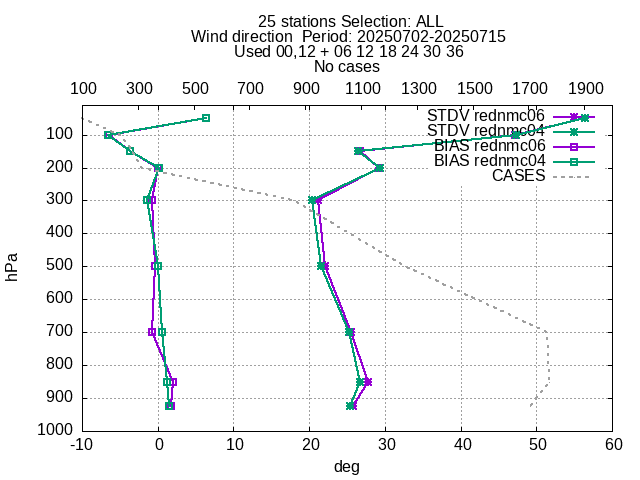 25 stations Selection: ALL
Wind direction  Period: 20250702-20250715
Used 00,12 + 06 12 18 24 30 36
No cases
100 400 500 900 1100 1300 1500 1700 1900
STDV rednmc06
STDV rednmc04
BIAS rednmc06
BIAS rednmc04
CASES
100
200
300
400
500
600
700
800
900
1000
hPa
-10 0 10 20 30 40 50 60
deg